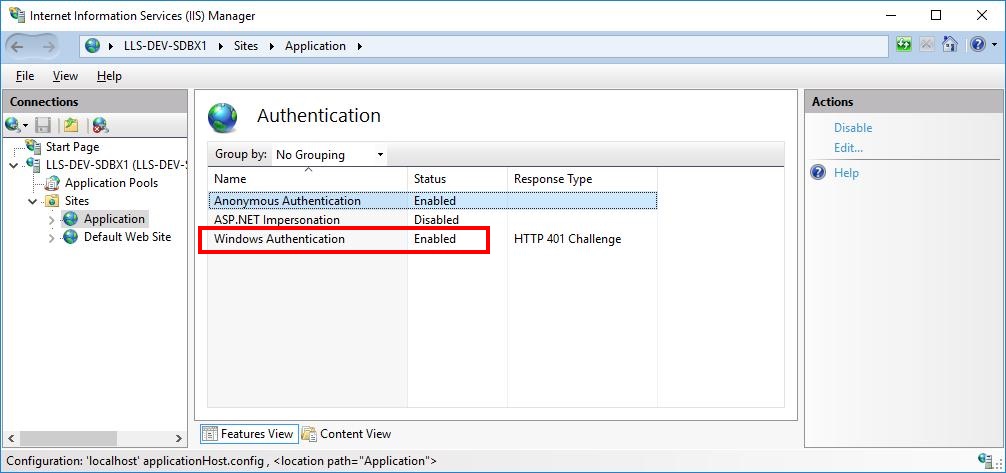 Internet Information Services (IIS) Manager
LLS-DEV-SDBX1 Sites Application
File View Help
Connections
Start Page
LLS-DEV-SDBX1 (LLS-DEV-
Application Pools
Sites
Application
Default Web Site
Authentication
Group by: No Grouping
Name Status Response Type
Anonymous Authentication Enabled
ASP.NET Impersonation Disabled
Windows Authentication Enabled HTTP 401 Challenge
Features View Content View
Actions
Disable
Edit...
Help
Configuration: 'localhost' applicationHost.config , <location path="Application">